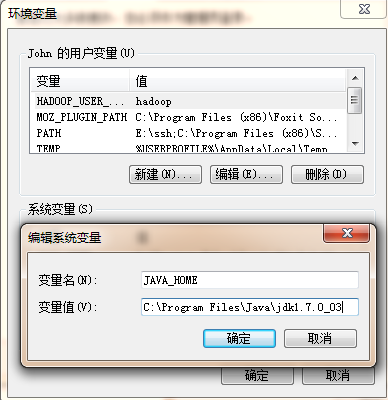 环境变量
John 的用户变量(U)
变量 值
HADOOP_USER_... hadoop
MOZ_PLUGIN_PATH C:\Program Files (x86)\Foxit So...
PATH E:\ssh;C:\Program Files (x86)\S...
TEMP %USERPROFILE%\AppData\Local\Temp
新建(N)... 编辑(E)... 删除(D)
系统变量(S)
编辑系统变量
变量名(N): JAVA_HOME
变量值(V): C:\Program Files\Java\jdk1.7.0_03
确定 取消
确定 取消